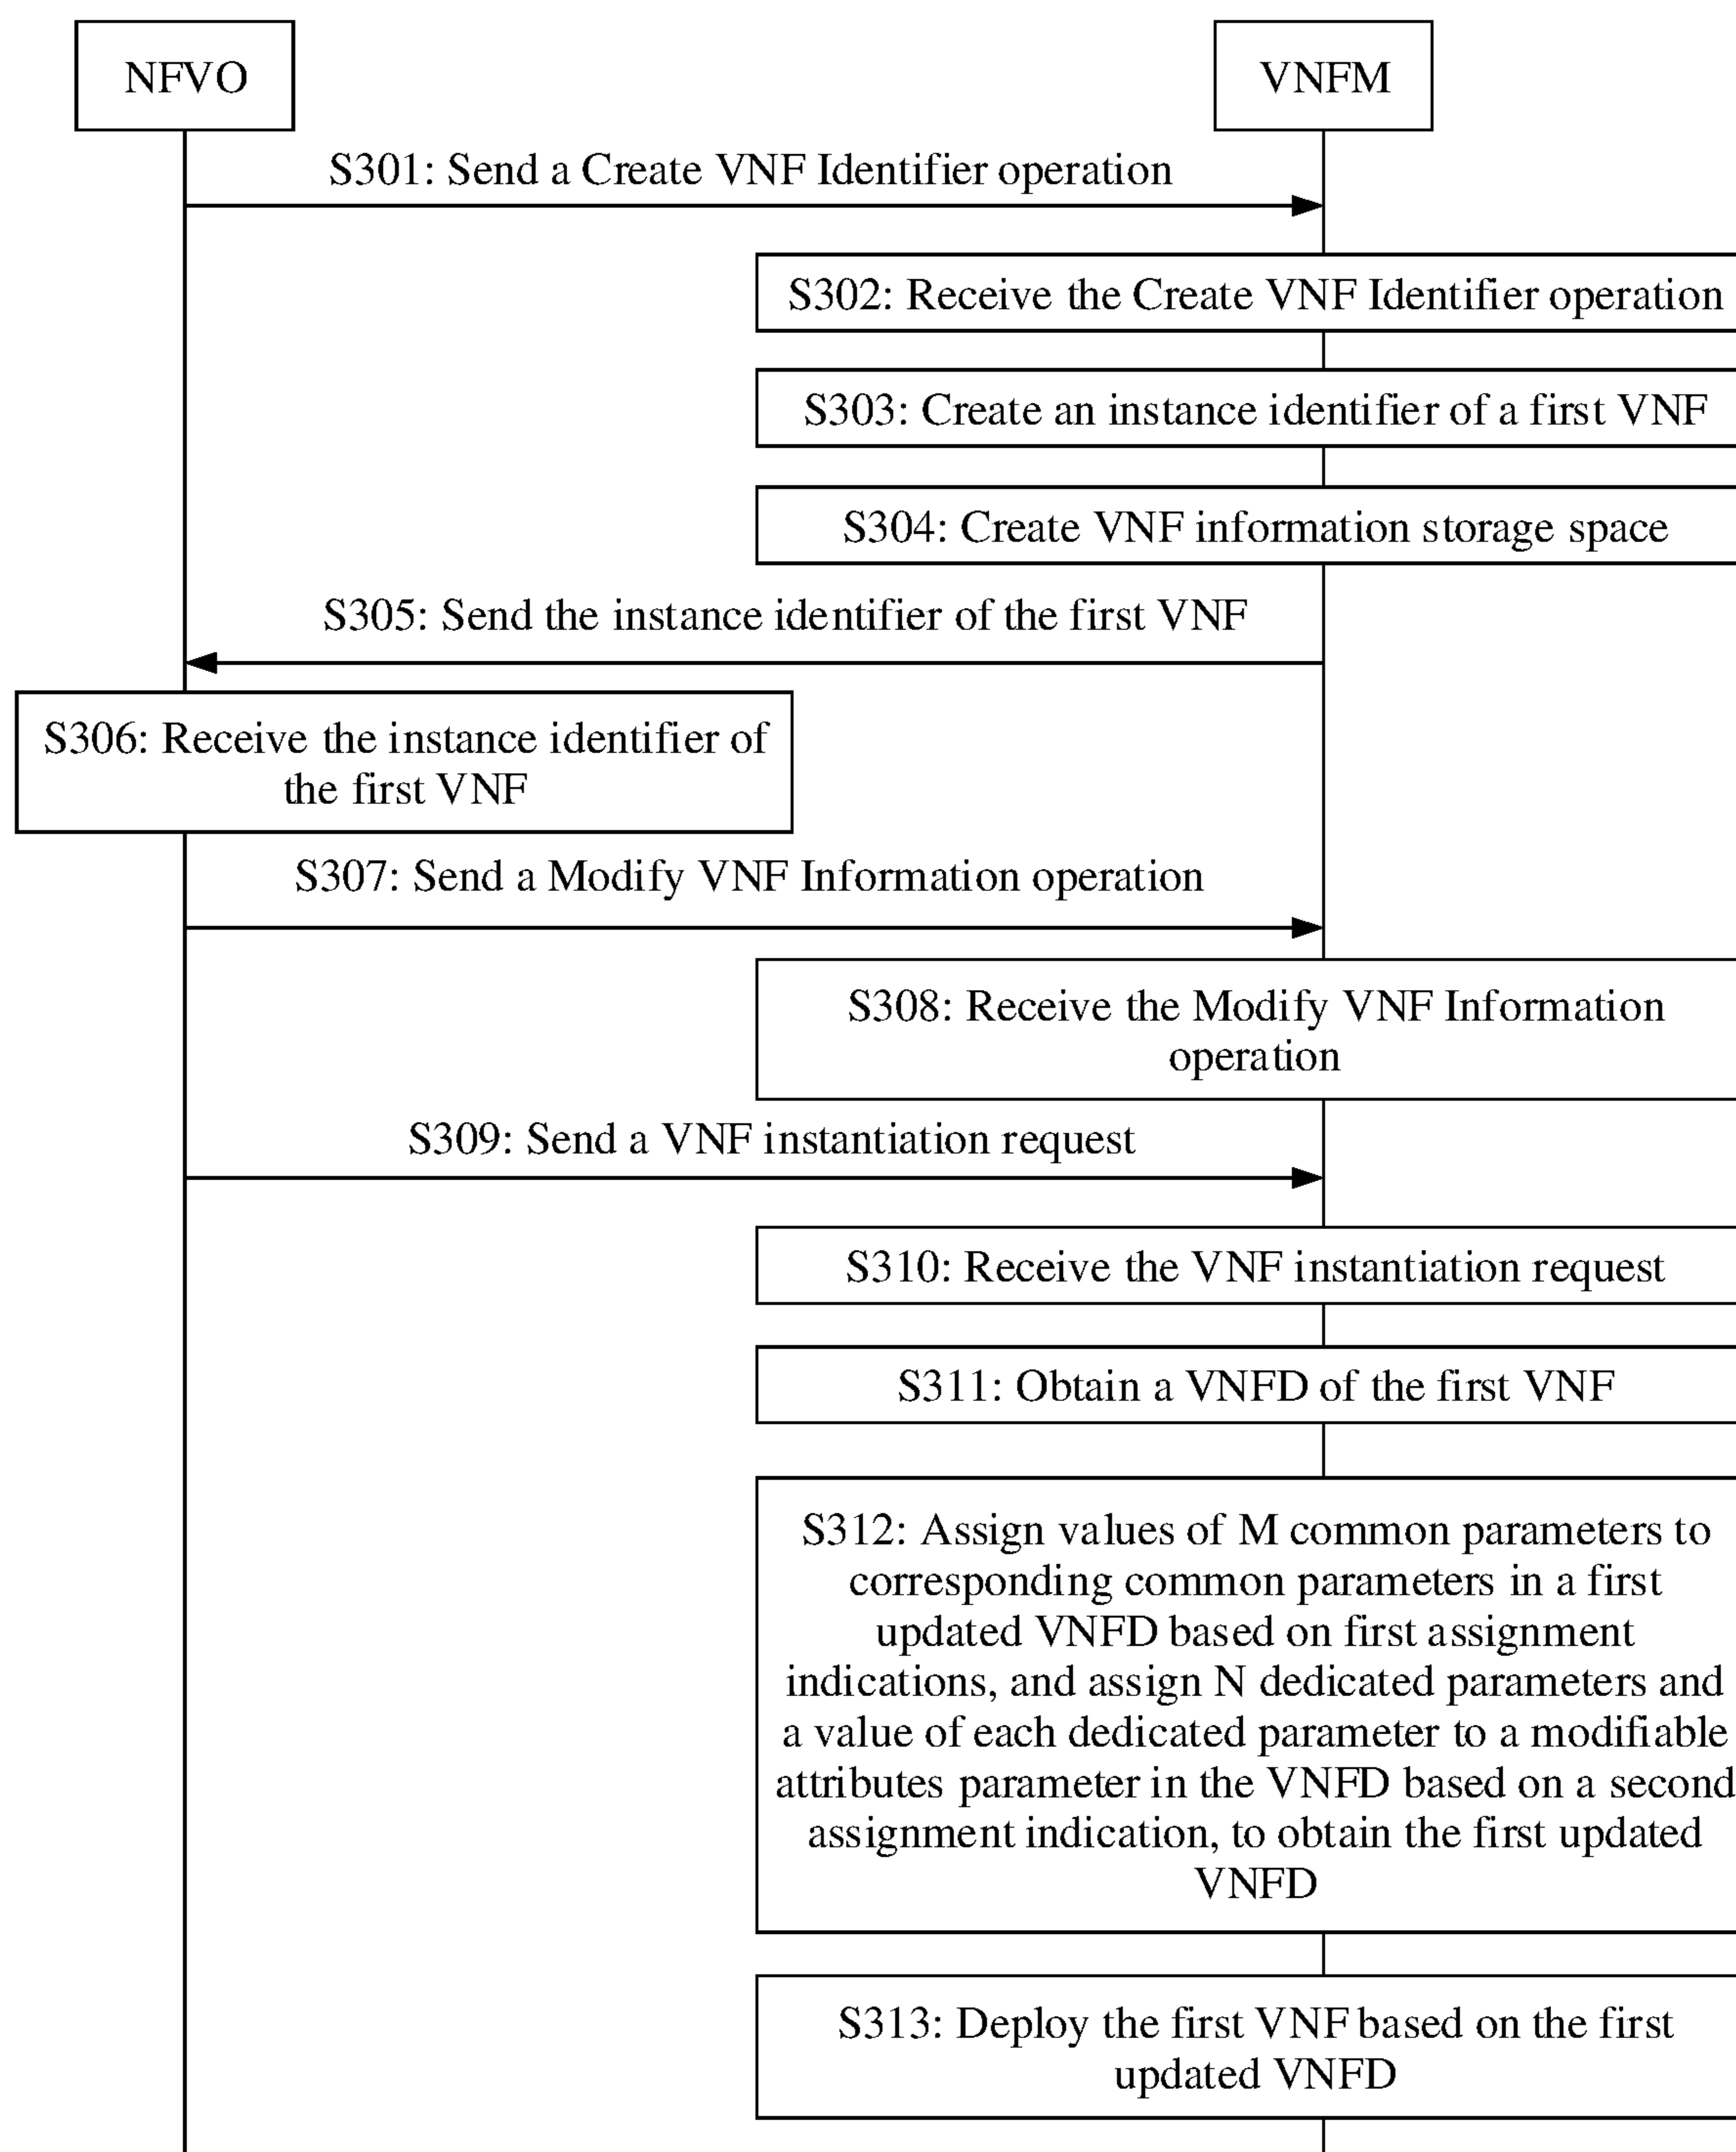 NFVO
VNFM
S301: Send a Create VNF Identifier operation
S302: Receive the Create VNF Identifier operation
S303: Create an instance identifier of a first VNF
S304: Create VNF information storage space
S305: Send the instance identifier of the first VNF
S306: Receive the instance identifier of
the first VNF
S307: Send a Modify VNF Information operation
S308: Receive the Modify VNF Information
operation
S309: Send a VNF instantiation request
S310: Receive the VNF instantiation request
S311: Obtain a VNFD of the first VNF
S312: Assign values of M common parameters to
corresponding common parameters in a first
updated VNFD based on first assignment
indications, and assign N dedicated parameters and
a value of each dedicated parameter to a modifiable
attributes parameter in the VNFD based on a second
assignment indication, to obtain the first updated
VNFD
S313: Deploy the first VNF based on the first
updated VNFD